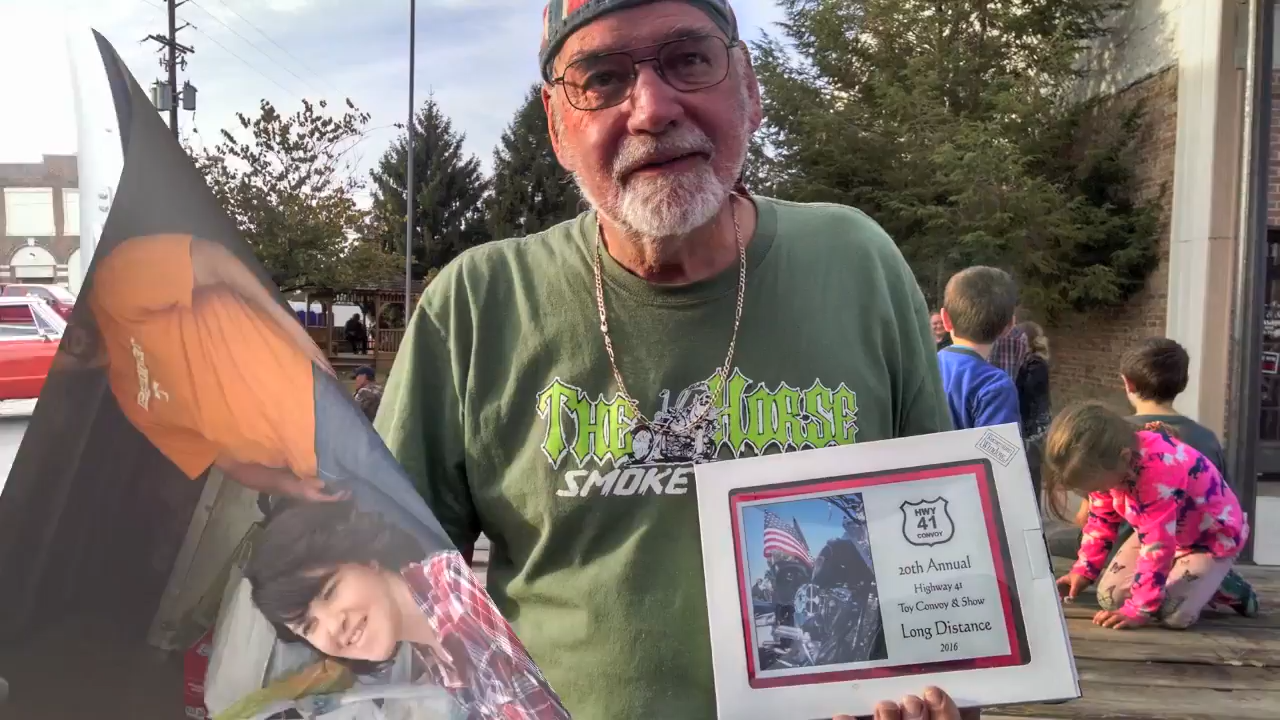 THE HORSE
SMOKE
HWY
41
CONVOY
20th Annual
Highway 41
Toy Convoy & Show
Long Distance
2016